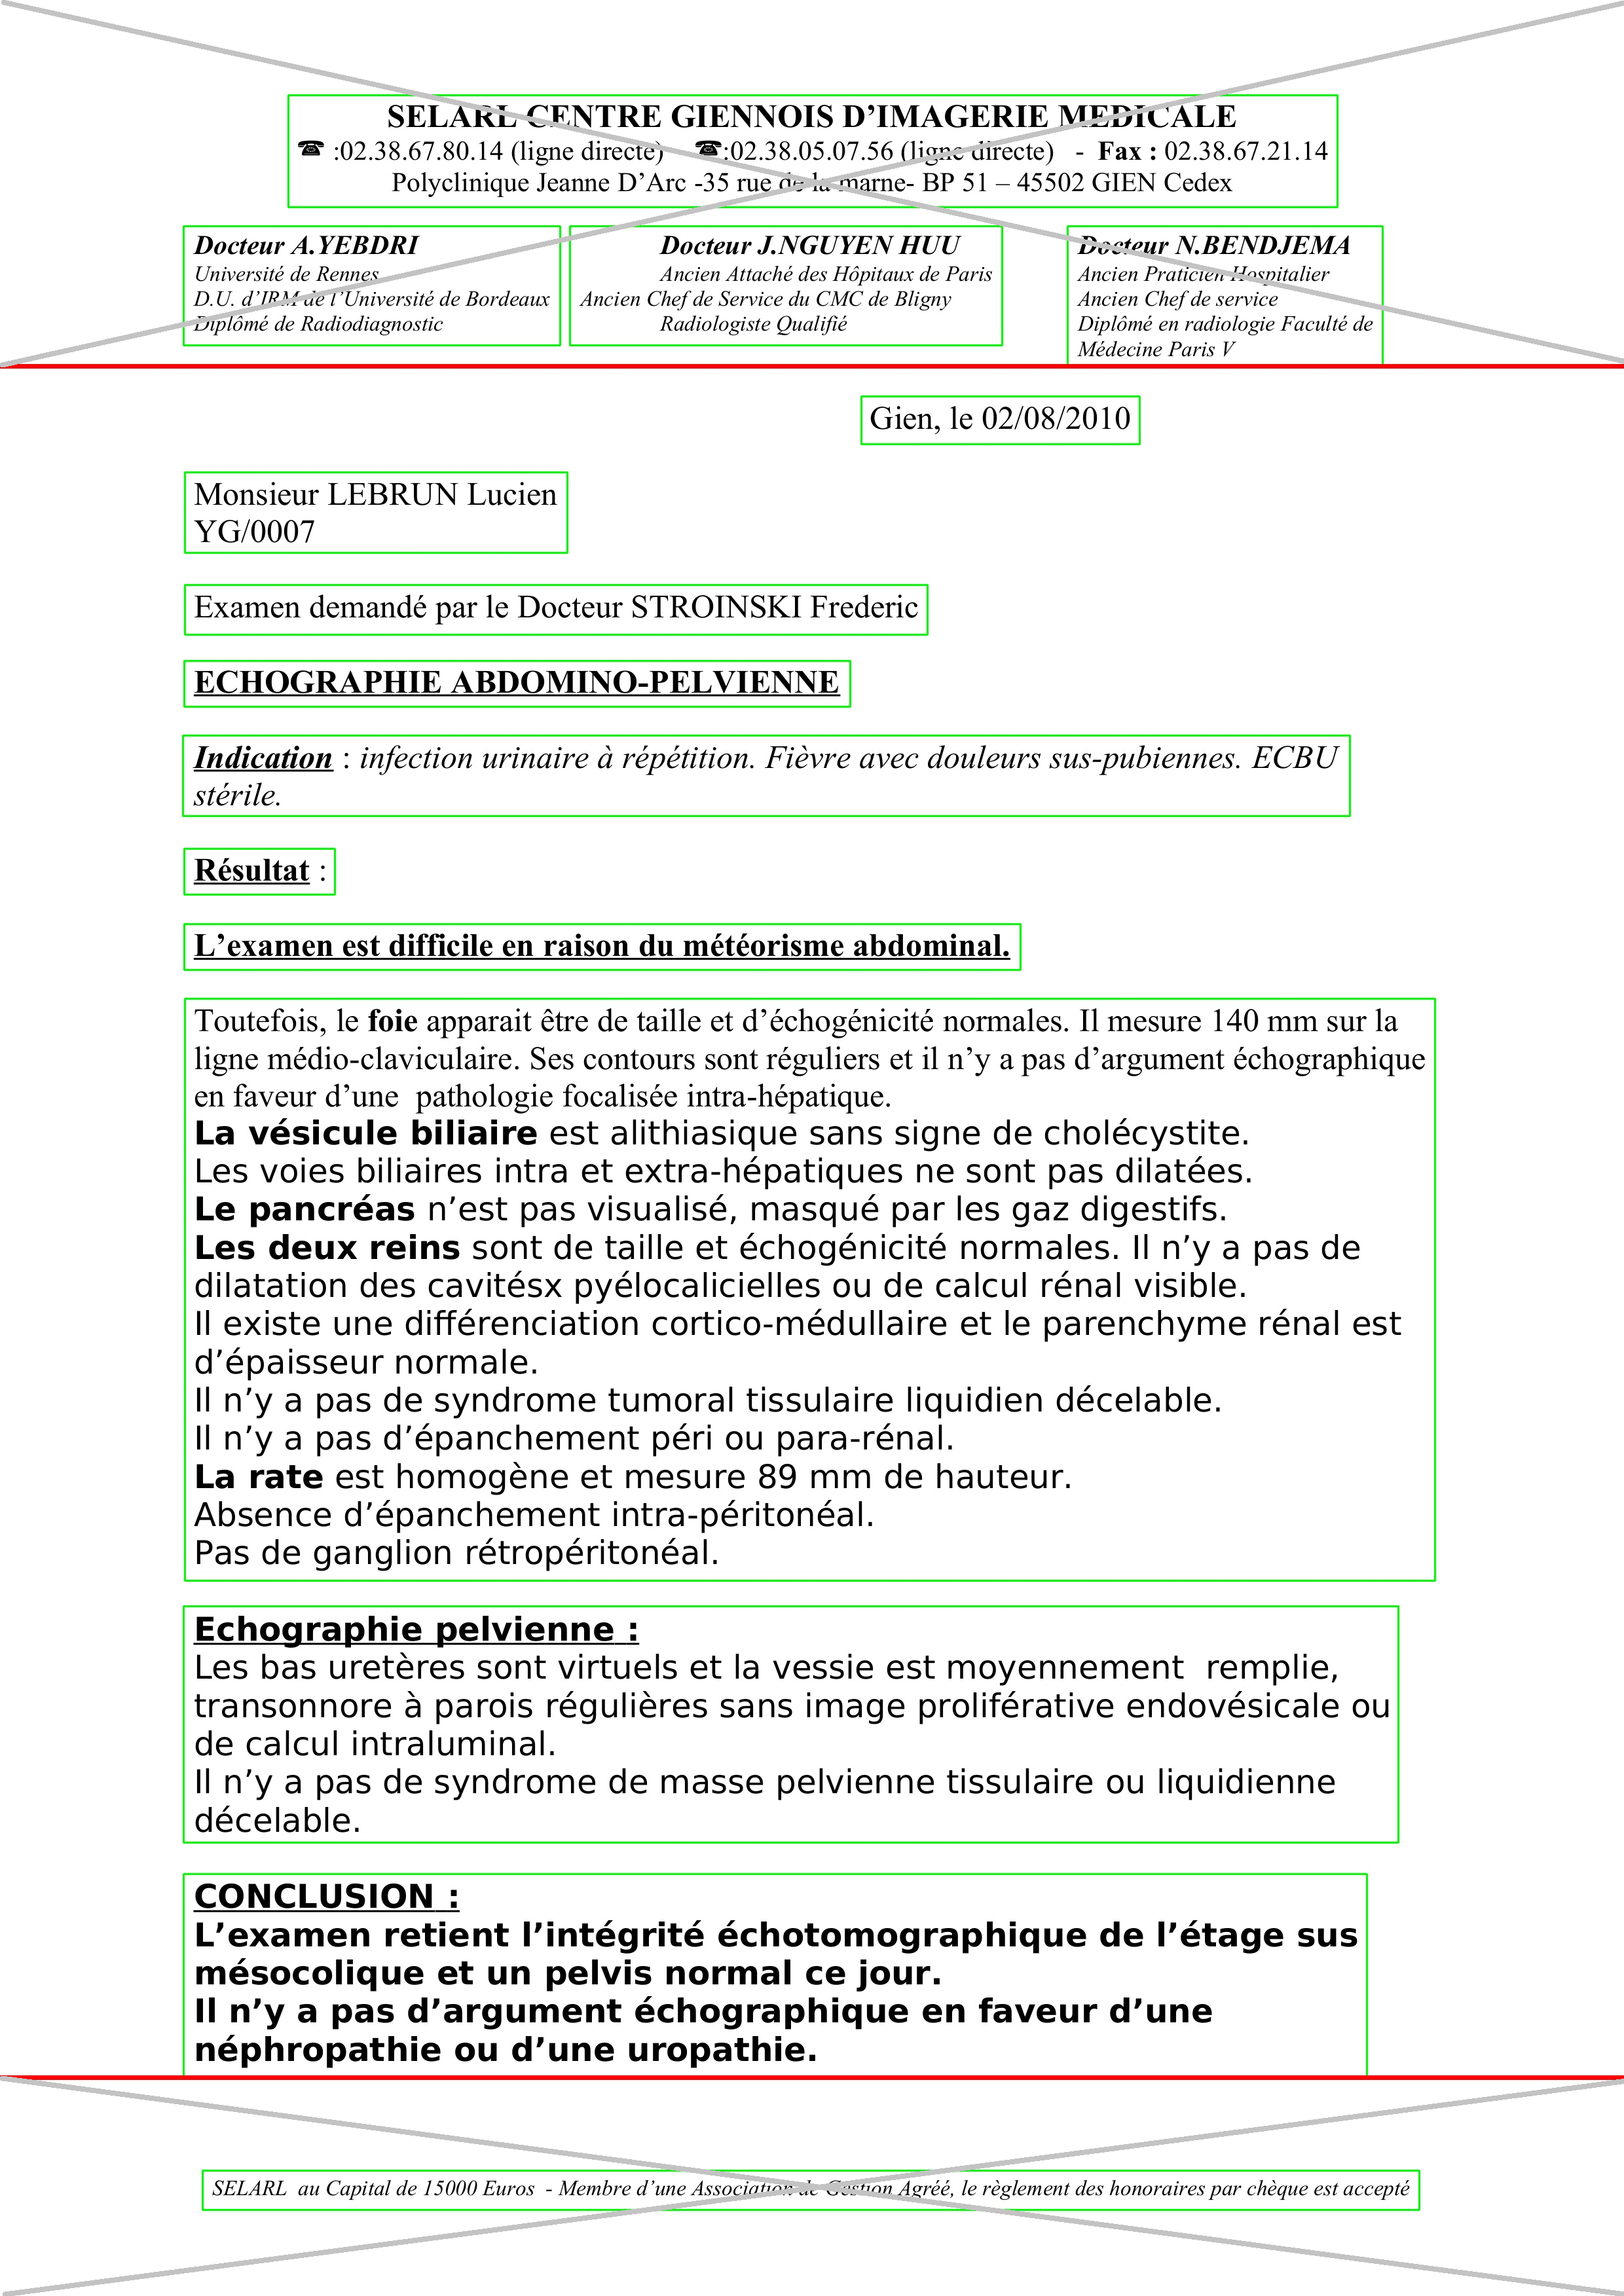 SELARL CENTRE GIENNOIS D'IMAGERIE MEDICALE
☎ :02.38.67.80.14 (ligne directe) ☎:02.38.05.07.56 (ligne directe) - Fax : 02.38.67.21.14
Polyclinique Jeanne D'Arc -35 rue de la marne- BP 51 – 45502 GIEN Cedex
Docteur A.YEBDRI
Université de Rennes
D.U. d'IRM de l'Université de Bordeaux
Diplômé de Radiodiagnostic
Docteur J.NGUYEN HUU
Ancien Attaché des Hôpitaux de Paris
Ancien Chef de Service du CMC de Bligny
Radiologiste Qualifié
Docteur N.BENDJEMA
Ancien Praticien Hospitalier
Ancien Chef de service
Diplômé en radiologie Faculté de
Médecine Paris V
Gien, le 02/08/2010
Monsieur LEBRUN Lucien
YG/0007
Examen demandé par le Docteur STROINSKI Frederic
ECHOGRAPHIE ABDOMINO-PELVIENNE
Indication : infection urinaire à répétition. Fièvre avec douleurs sus-pubiennes. ECBU
stérile.
Résultat :
L'examen est difficile en raison du météorisme abdominal.
Toutefois, le foie apparait être de taille et d'échogénicité normales. Il mesure 140 mm sur la
ligne médio-claviculaire. Ses contours sont réguliers et il n'y a pas d'argument échographique
en faveur d'une  pathologie focalisée intra-hépatique.
La vésicule biliaire est alithiasique sans signe de cholécystite.
Les voies biliaires intra et extra-hépatiques ne sont pas dilatées.
Le pancréas n'est pas visualisé, masqué par les gaz digestifs.
Les deux reins sont de taille et échogénicité normales. Il n'y a pas de
dilatation des cavitésx pyélocalicielles ou de calcul rénal visible.
Il existe une différenciation cortico-médullaire et le parenchyme rénal est
d'épaisseur normale.
Il n'y a pas de syndrome tumoral tissulaire liquidien décelable.
Il n'y a pas d'épanchement péri ou para-rénal.
La rate est homogène et mesure 89 mm de hauteur.
Absence d'épanchement intra-péritonéal.
Pas de ganglion rétropéritonéal.
Echographie pelvienne :
Les bas uretères sont virtuels et la vessie est moyennement  remplie,
transonnore à parois régulières sans image proliférative endovésicale ou
de calcul intraluminal.
Il n'y a pas de syndrome de masse pelvienne tissulaire ou liquidienne
décelable.
CONCLUSION :
L'examen retient l'intégrité échotomographique de l'étage sus
mésocolique et un pelvis normal ce jour.
Il n'y a pas d'argument échographique en faveur d'une
néphropathie ou d'une uropathie.
SELARL  au Capital de 15000 Euros  - Membre d'une Association de Gestion Agréé, le règlement des honoraires par chèque est accepté